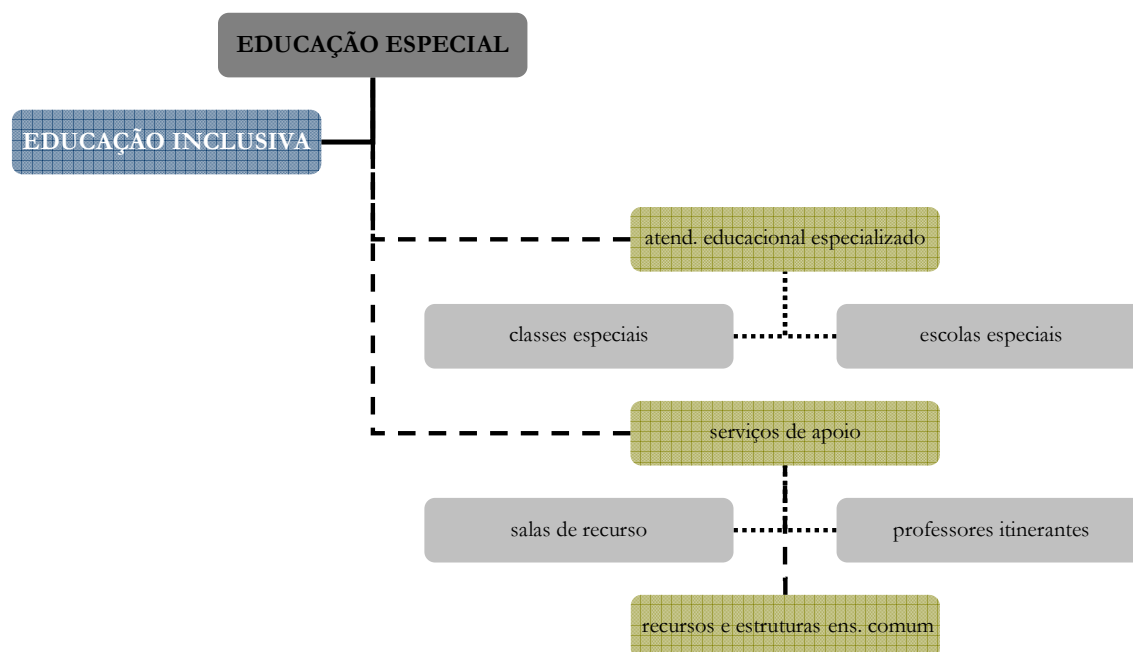 EDUCAÇÃO ESPECIAL
EDUCAÇÃO INCLUSIVA
atend. educacional especializado
classes especiais
escolas especiais
serviços de apoio
salas de recurso
professores itinerantes
recursos e estruturas ens. comum